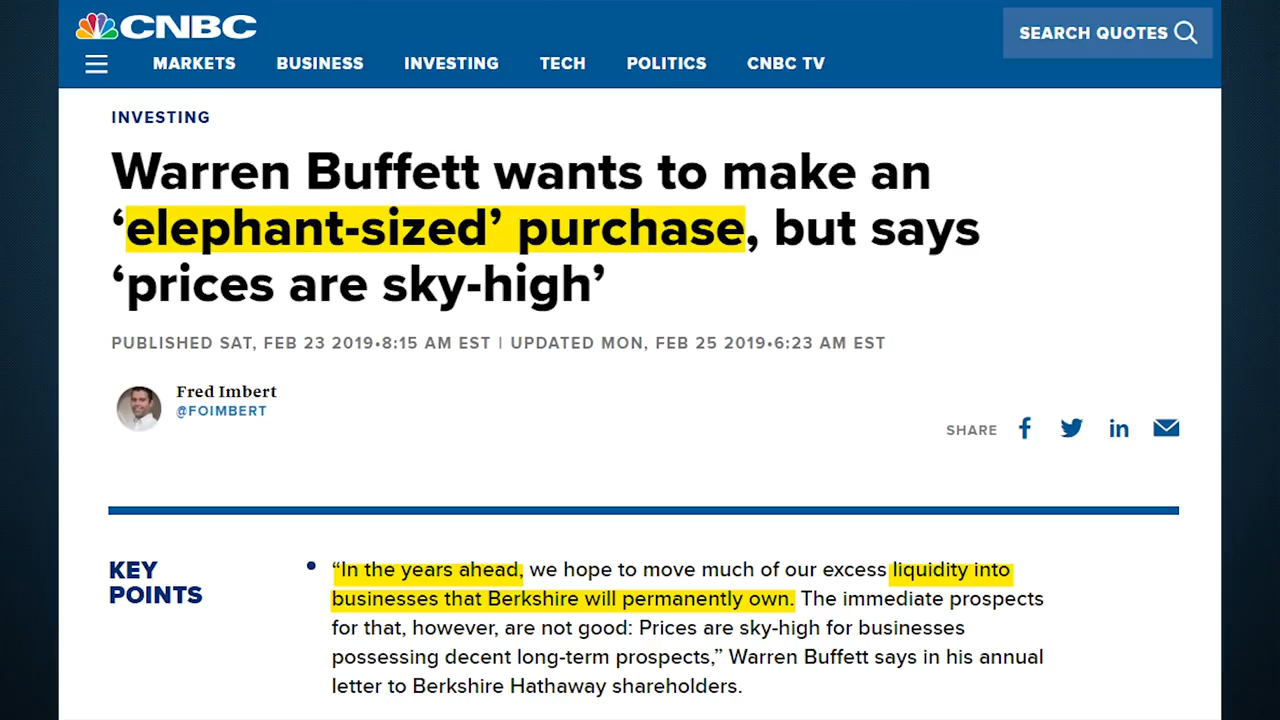 CNBC
SEARCH QUOTES
MARKETS BUSINESS INVESTING TECH POLITICS CNBC TV
INVESTING
Warren Buffett wants to make an
‘elephant-sized’ purchase, but says
‘prices are sky-high’
PUBLISHED SAT, FEB 23 2019•8:15 AM EST | UPDATED MON, FEB 25 2019•6:23 AM EST
Fred Imbert
@FOIMBERT
SHARE f in
KEY
POINTS
• “In the years ahead, we hope to move much of our excess liquidity into
businesses that Berkshire will permanently own. The immediate prospects
for that, however, are not good: Prices are sky-high for businesses
possessing decent long-term prospects,” Warren Buffett says in his annual
letter to Berkshire Hathaway shareholders.